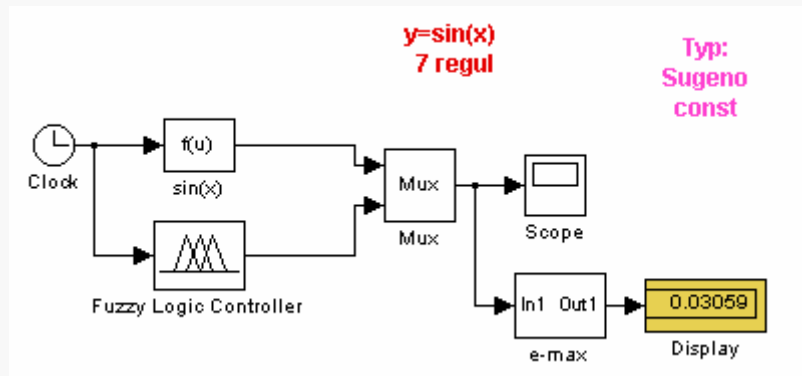 y=sin(x)
7 regul
Typ:
Sugeno
const
Clock
f(u)
sin(x)
Fuzzy Logic Controller
Mux
Mux
Scope
In1 Out1
e-max
0.03059
Display